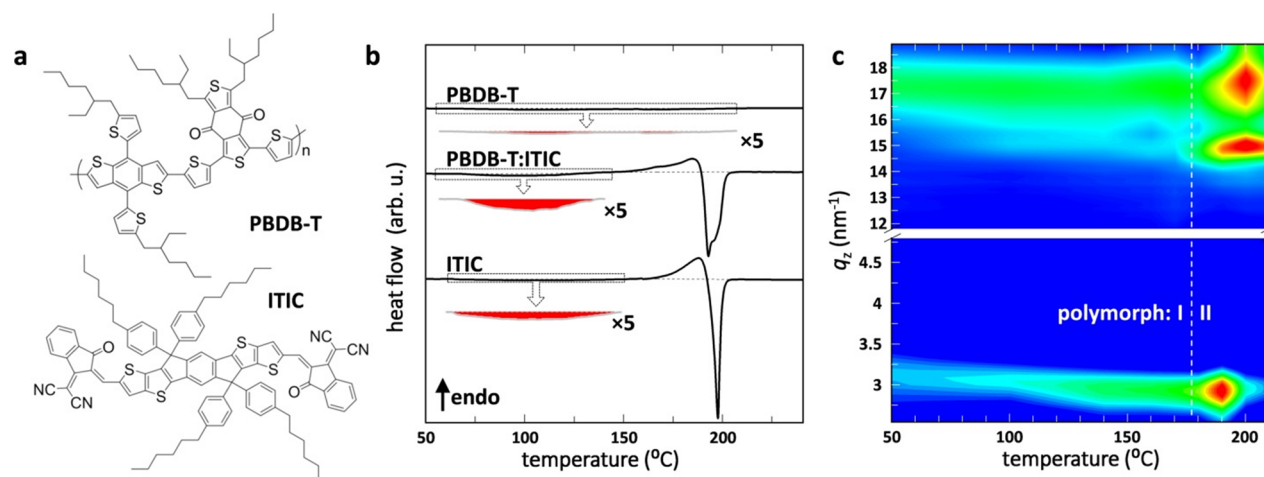 a
S
S
O
O
S
S
S
S
S
S
S
n
PBDB-T
ITIC
NC
CN
O
S
S
S
S
O
NC
CN
b
heat flow (arb. u.)
PBDB-T
×5
PBDB-T:ITIC
×5
ITIC
×5
endo
50 100 150 200
temperature (⁰C)
c
qz (nm-1)
18
17
16
15
14
13
12
4.5
4
3.5
3
polymorph: I II
50 100 150 200
temperature (⁰C)